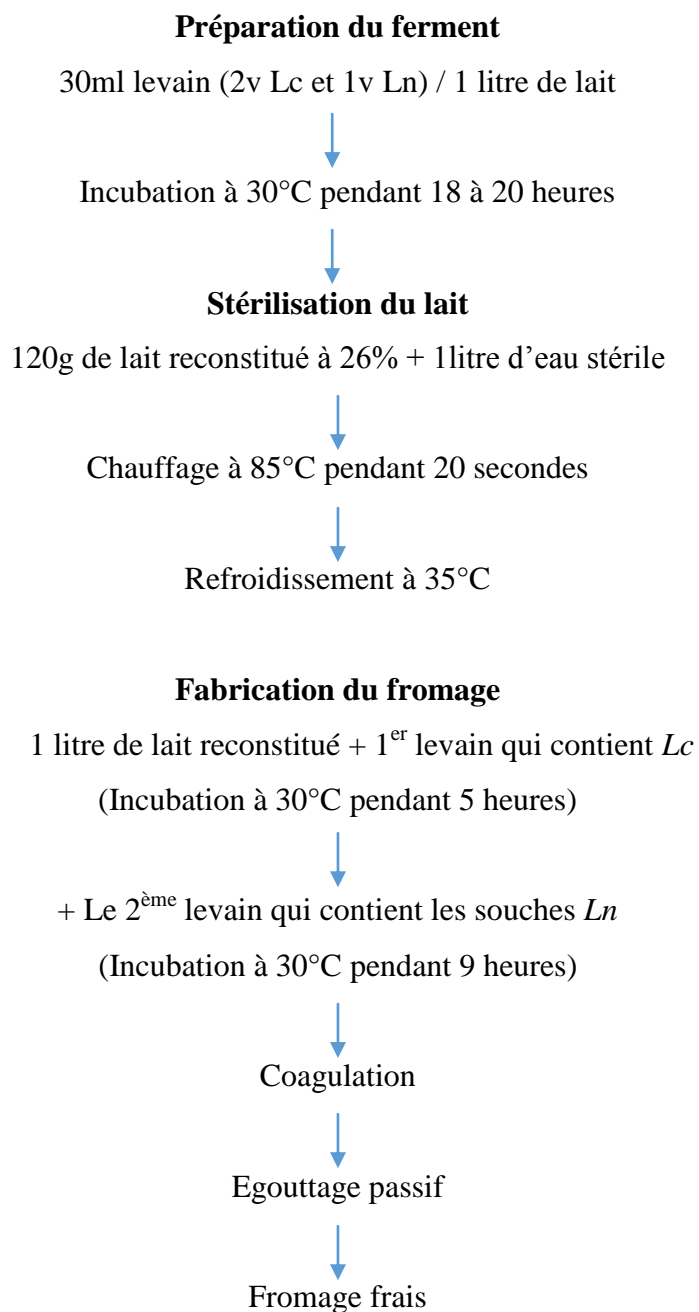 Préparation du ferment
30ml levain (2v Lc et 1v Ln) / 1 litre de lait
Incubation à 30°C pendant 18 à 20 heures
Stérilisation du lait
120g de lait reconstitué à 26% + 1litre d’eau stérile
Chauffage à 85°C pendant 20 secondes
Refroidissement à 35°C
Fabrication du fromage
1 litre de lait reconstitué + 1er levain qui contient Lc
(Incubation à 30°C pendant 5 heures)
+ Le 2ème levain qui contient les souches Ln
(Incubation à 30°C pendant 9 heures)
Coagulation
Egouttage passif
Fromage frais